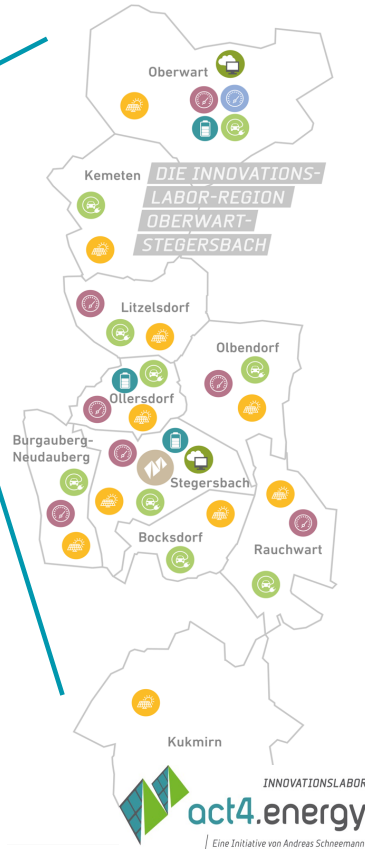 Oberwart
Kemeten
DIE INNOVATIONS-
LABOR-REGION
OBERWART-
STEGERSBACH
Litzelsdorf
Olbendorf
Ollersdorf
Burgauberg-
Neudauberg
Stegersbach
Bocksdorf
Rauchwart
Kukmirn
INNOVATIONSLABOR
act4.energy
Eine Initiative von Andreas Schneemann